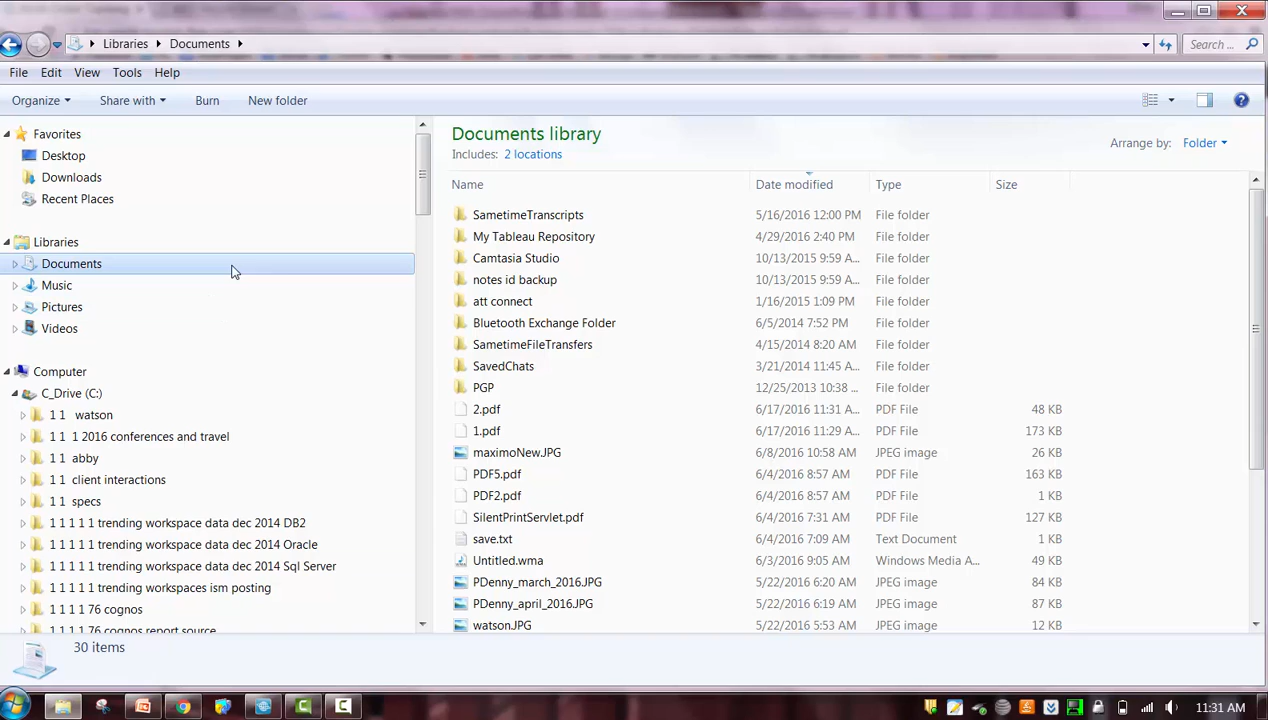 Libraries Documents
Search ...
File Edit View Tools Help
Organize Share with Burn New folder
Favorites
Desktop
Downloads
Recent Places
Libraries
Documents
Music
Pictures
Videos
Computer
C_Drive (C:)
1 1 watson
1 1 1 2016 conferences and travel
1 1 abby
1 1 client interactions
1 1 specs
1 1 1 1 1 trending workspace data dec 2014 DB2
1 1 1 1 1 trending workspace data dec 2014 Oracle
1 1 1 1 1 trending workspace data dec 2014 Sql Server
1 1 1 1 1 trending workspaces ism posting
1 1 1 1 76 cognos
1 1 1 1 76 cognos report source
Documents library
Includes: 2 locations
Arrange by: Folder
Name Date modified Type Size
SametimeTranscripts 5/16/2016 12:00 PM File folder
My Tableau Repository 4/29/2016 2:40 PM File folder
Camtasia Studio 10/13/2015 9:59 A... File folder
notes id backup 10/13/2015 9:59 A... File folder
att connect 1/16/2015 1:09 PM File folder
Bluetooth Exchange Folder 6/5/2014 7:52 PM File folder
SametimeFileTransfers 4/15/2014 8:20 AM File folder
SavedChats 3/21/2014 11:45 A... File folder
PGP 12/25/2013 10:38 ... File folder
2.pdf 6/17/2016 11:31 A... PDF File 48 KB
1.pdf 6/17/2016 11:29 A... PDF File 173 KB
maximoNew.JPG 6/8/2016 10:58 AM JPEG image 26 KB
PDF5.pdf 6/4/2016 8:57 AM PDF File 163 KB
PDF2.pdf 6/4/2016 8:57 AM PDF File 1 KB
SilentPrintServlet.pdf 6/4/2016 7:31 AM PDF File 127 KB
save.txt 6/4/2016 7:09 AM Text Document 1 KB
Untitled.wma 6/3/2016 9:05 AM Windows Media A... 49 KB
PDenny_march_2016.JPG 5/22/2016 6:20 AM JPEG image 84 KB
PDenny_april_2016.JPG 5/22/2016 6:19 AM JPEG image 87 KB
watson.JPG 5/22/2016 5:53 AM JPEG image 12 KB
30 items
11:31 AM